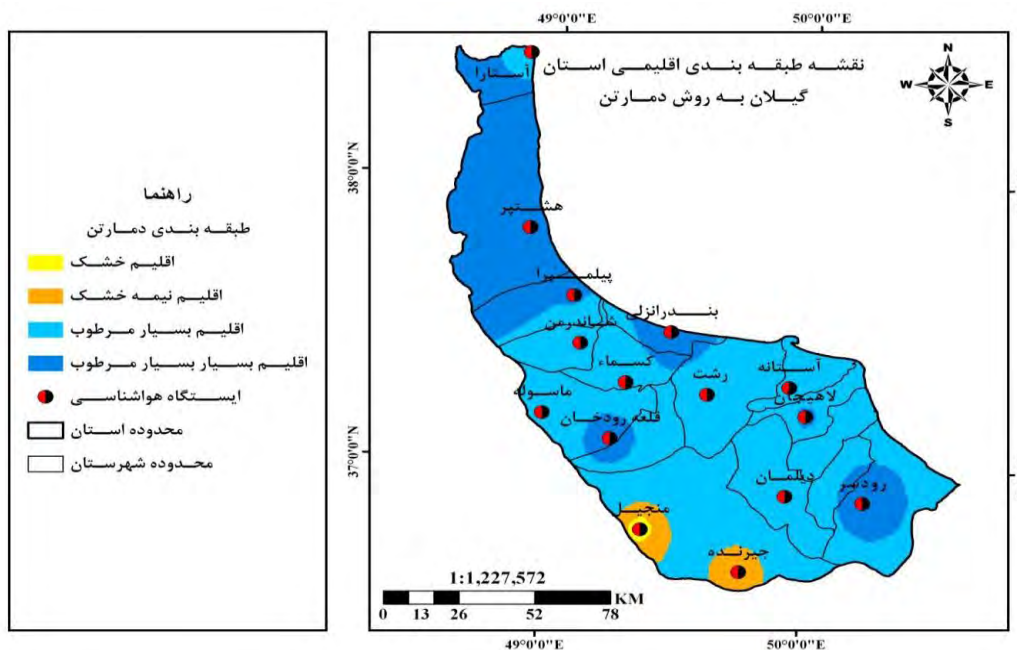 49°0'0"E
50°0'0"E
نقشه طبقه بندی اقلیمی استان
گیلان به روش دمارتن
N
W
E
S
38°0'0"N
37°0'0"N
راهنما
طبقه بندی دمارتن
اقلیم خشک
اقلیم نیمه خشک
اقلیم بسیار مرطوب
اقلیم بسیار بسیار مرطوب
ایستگاه هواشناسی
محدوده استان
محدوده شهرستان
آستارا
هشتپر
پیلمبرا
بندرانزلی
شاندرمن
کسماء
رشت
آستانه
ماسوله
لاهیجان
قلعه رودخان
دیلمان
رودسر
منجیل
جیرنده
1:1,227,572
KM
0 13 26 52 78
49°0'0"E
50°0'0"E